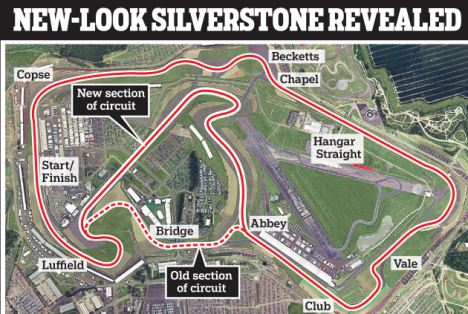 NEW-LOOK SILVERSTONE REVEALED
Copse
Becketts
Chapel
New section
of circuit
Hangar
Straight
Start/
Finish
Bridge
Abbey
Luffield
Old section
of circuit
Vale
Club